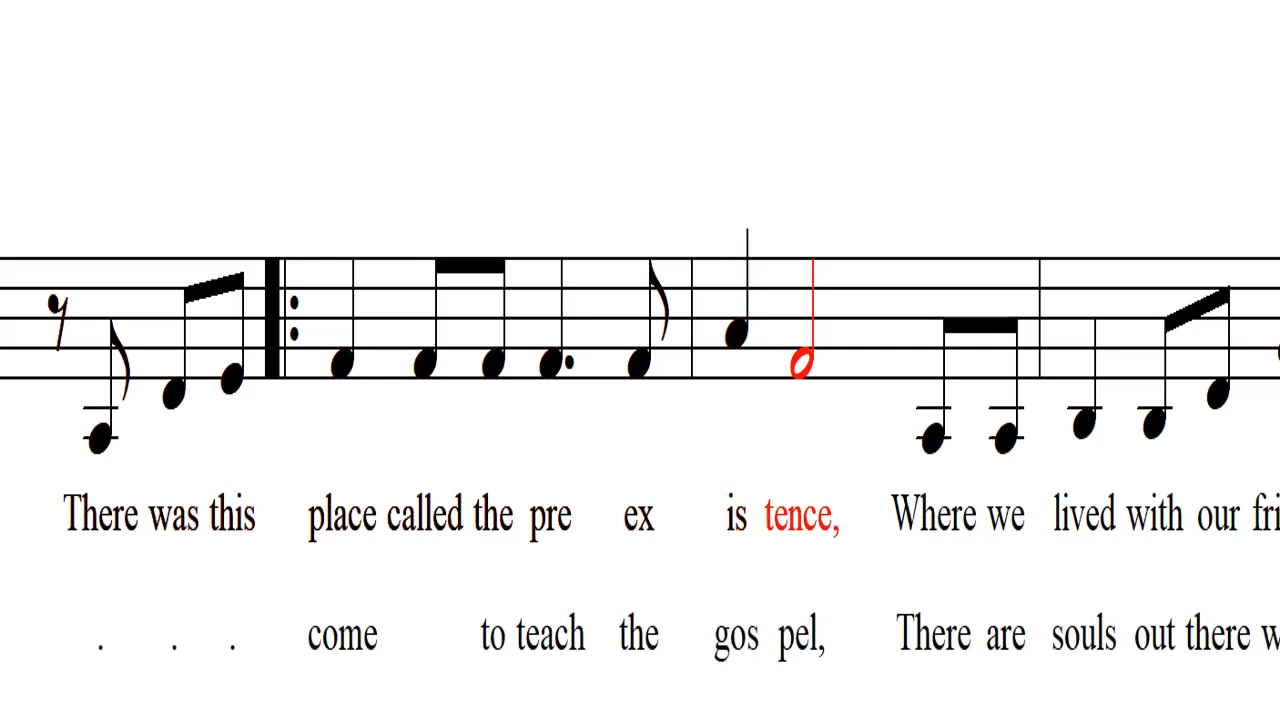 There was this place called the pre ex is tence, Where we lived with our fri
. . . come to teach the gos pel, There are souls out there w